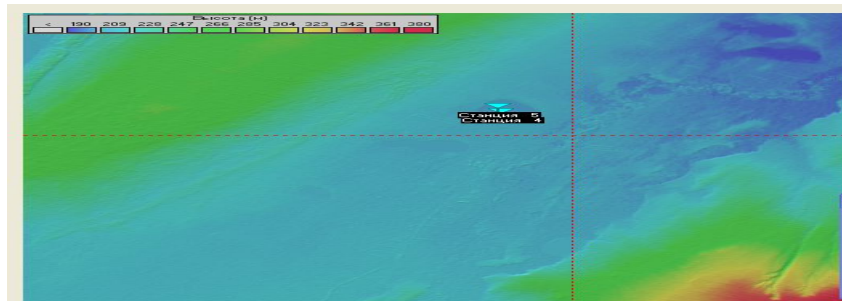 Высота (м)
< 190 209 228 247 266 285 304 323 342 361 380
Станция 5
Станция 4